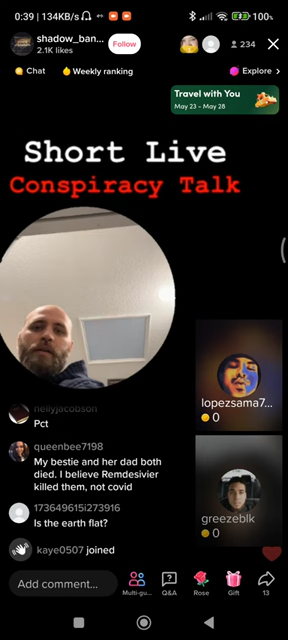 0:39 | 134KB/s
100%
shadow_ban...
2.1K likes
Follow
234
Chat
Weekly ranking
Explore >
Travel with You
May 23 - May 28
Short Live
Conspiracy Talk
lopezsama7...
0
nellyjacobson
Pct
queenbee7198
My bestie and her dad both
died. I believe Remdesivier
killed them, not covid
greezeblk
0
173649615i273916
Is the earth flat?
kaye0507 joined
Add comment...
Multi-gu...
Q&A
Rose
Gift
13